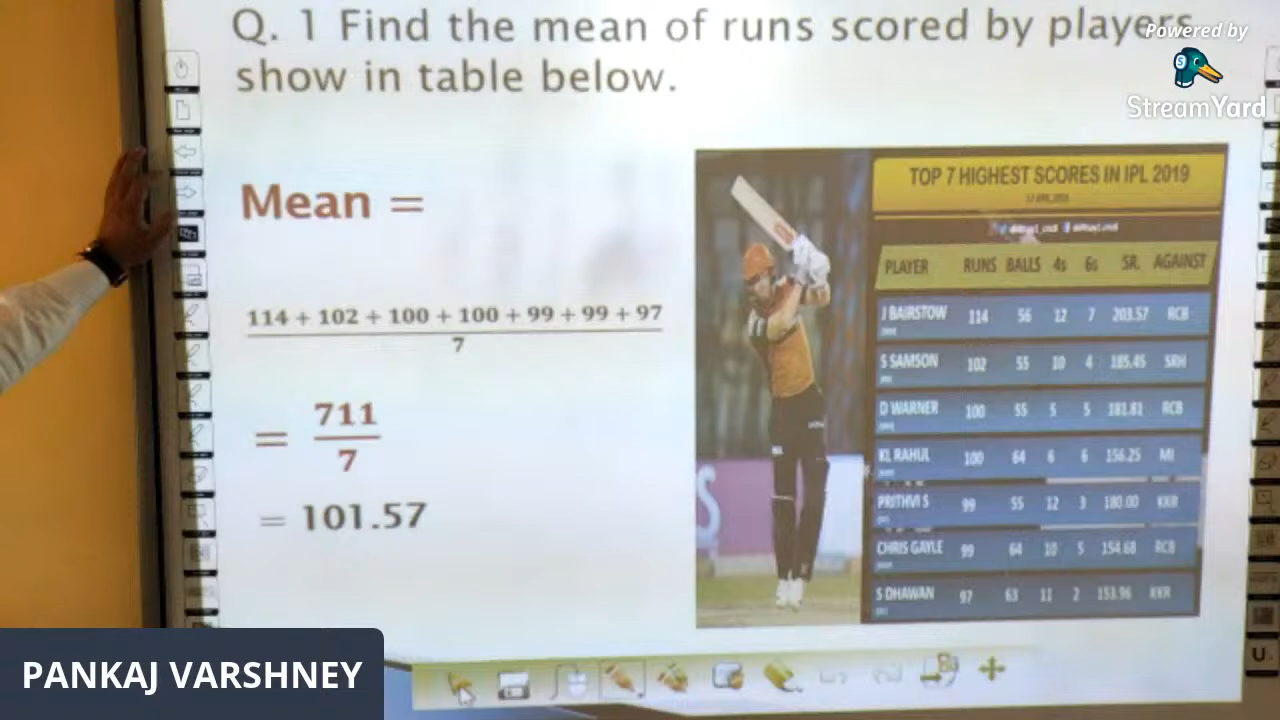 Q. 1 Find the mean of runs scored by players
show in table below.
Powered by
StreamYard
Mean =
114 + 102 + 100 + 100 + 99 + 99 + 97
7
= 711
7
= 101.57
TOP 7 HIGHEST SCORES IN IPL 2019
PLAYER RUNS BALLS 4s 6s SR. AGAINST
J BAIRSTOW 114 56 12 7 203.57 RCB
S SAMSON 102 55 10 4 185.45 SRH
D WARNER 100 55 5 5 181.81 RCB
KL RAHUL 100 64 6 6 156.25 MI
PRITHVI S 99 55 12 3 180.00 KKR
CHRIS GAYLE 99 64 10 5 154.68 RCB
S DHAWAN 97 63 11 2 153.96 KKR
PANKAJ VARSHNEY